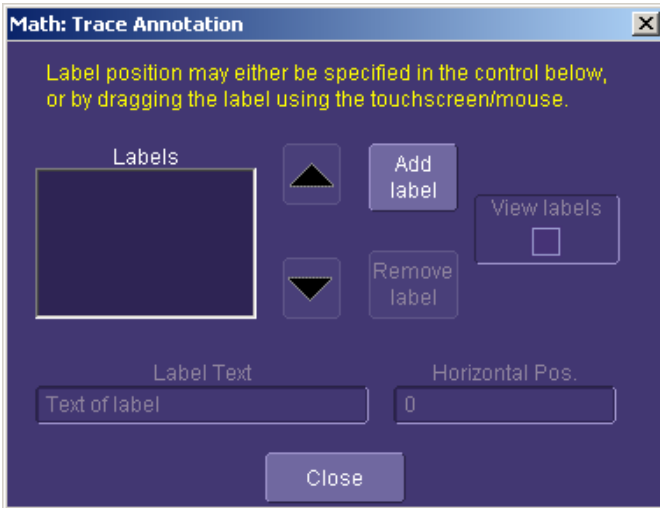 Math: Trace Annotation
Label position may either be specified in the control below,
or by dragging the label using the touchscreen/mouse.
Labels
Add
label
View labels
Remove
label
Label Text
Horizontal Pos.
Text of label
0
Close